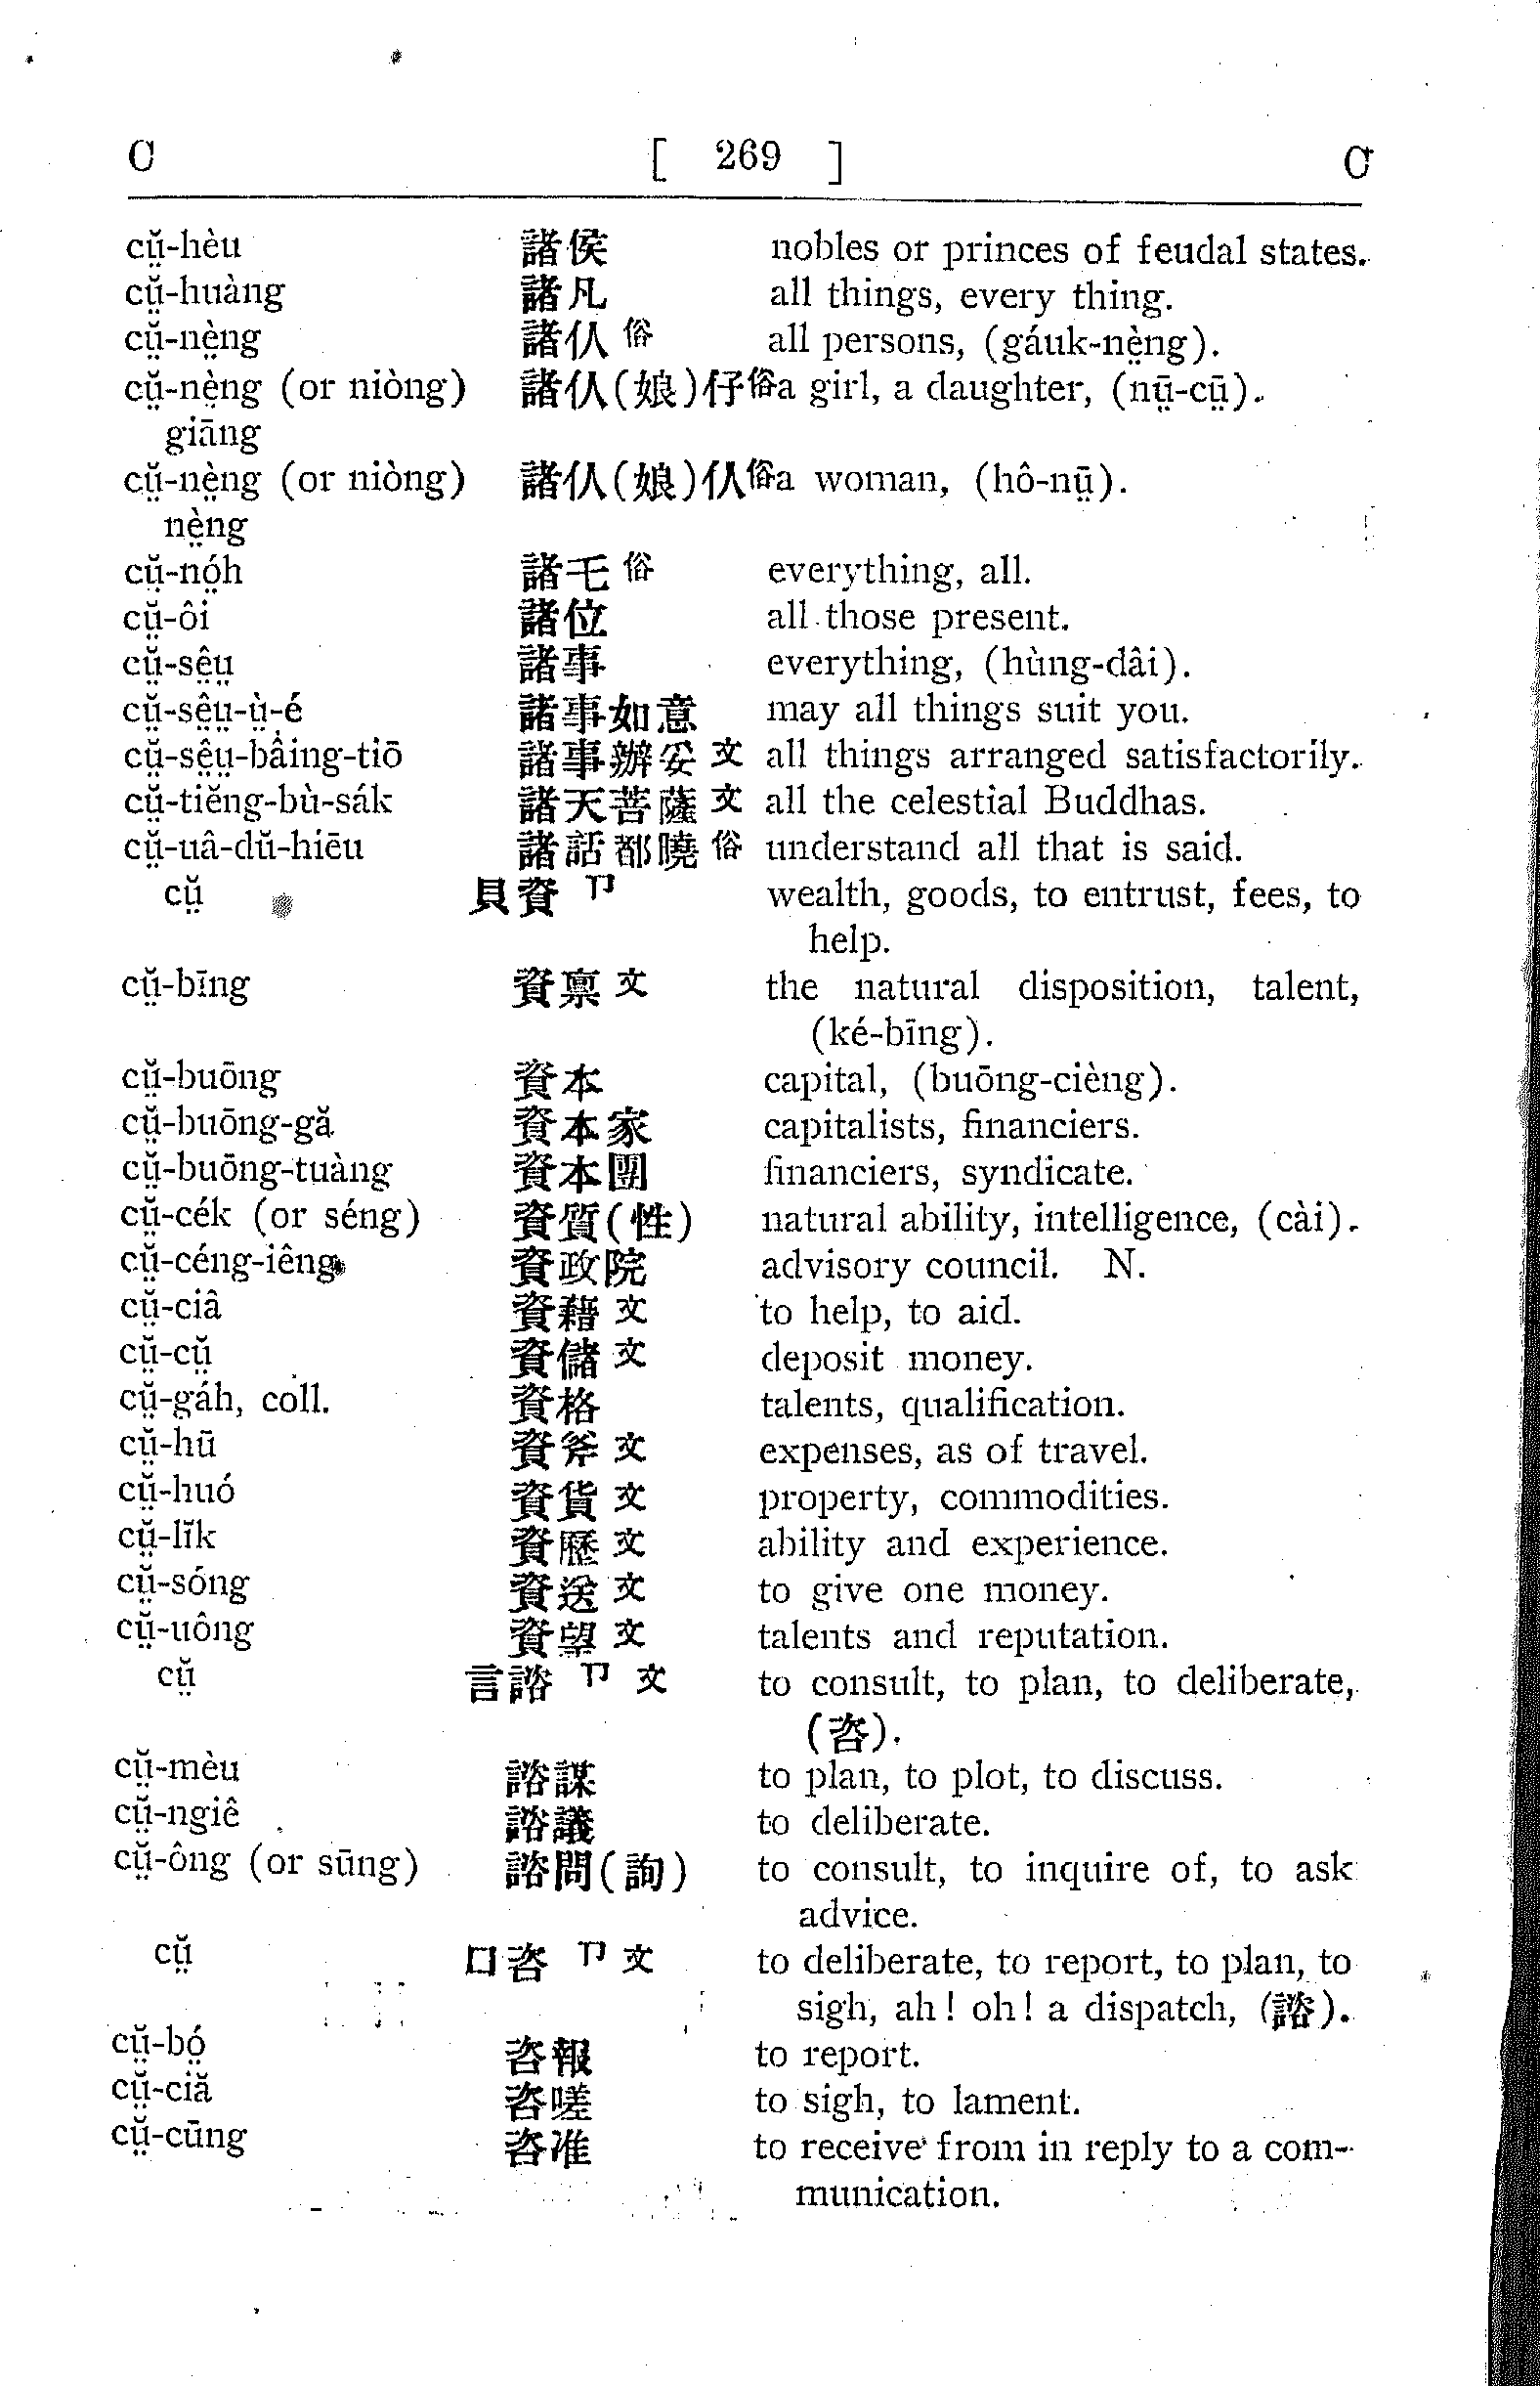 C [ 269 ] C
cṳ̆-hèu 諸侯 nobles or princes of feudal states.
cṳ̆-huàng 諸凡 all things, every thing.
cṳ̆-nè̤ng 諸仈 俗 all persons, (gáuk-nè̤ng).
cṳ̆-nè̤ng (or niòng) 諸仈(娘)仔俗 a girl, a daughter, (nṳ̄-cṳ̄).
giāng
cṳ̆-nè̤ng (or niòng) 諸仈(娘)仈俗 a woman, (hô-nṳ̄).
nè̤ng
cṳ̆-nó̤h 諸乇 俗 everything, all.
cṳ̆-ôi 諸位 all those present.
cṳ̆-sê̤ṳ 諸事 everything, (hùng-dâi).
cṳ̆-sê̤ṳ-ṳ̀-é 諸事如意 may all things suit you.
cṳ̆-sê̤ṳ-bâing-tiō 諸事辦妥 文 all things arranged satisfactorily.
cṳ̆-tiĕng-bù-sák 諸天菩薩 文 all the celestial Buddhas.
cṳ̆-uâ-dŭ-hiēu 諸話都曉 俗 understand all that is said.
cṳ̆ 貝資 ㄗ wealth, goods, to entrust, fees, to
help.
cṳ̆-bīng 資禀 文 the natural disposition, talent,
(ké-bīng).
cṳ̆-buōng 資本 capital, (buōng-cièng).
cṳ̆-buōng-gă 資本家 capitalists, financiers.
cṳ̆-buōng-tuàng 資本團 financiers, syndicate.
cṳ̆-cék (or séng) 資質(性) natural ability, intelligence, (cài).
cṳ̆-céng-iêng 資政院 advisory council. N.
cṳ̆-ciâ 資藉 文 to help, to aid.
cṳ̆-cṳ̆ 資儲 文 deposit money.
cṳ̆-gáh, coll. 資格 talents, qualification.
cṳ̆-hū 資斧 文 expenses, as of travel.
cṳ̆-huó 資貨 文 property, commodities.
cṳ̆-lĭk 資歷 文 ability and experience.
cṳ̆-sóng 資送 文 to give one money.
cṳ̆-uông 資望 文 talents and reputation.
cṳ̆ 言諮 ㄗ 文 to consult, to plan, to deliberate,
(咨).
cṳ̆-mèu 諮謀 to plan, to plot, to discuss.
cṳ̆-ngiê 諮議 to deliberate.
cṳ̆-ông (or sūng) 諮問(詢) to consult, to inquire of, to ask
advice.
cṳ̆ 口咨 ㄗ 文 to deliberate, to report, to plan, to
sigh, ah! oh! a dispatch, (諮).
cṳ̆-bó̤ 咨報 to report.
cṳ̆-ciă 咨嗟 to sigh, to lament.
cṳ̆-cūng 咨准 to receive from in reply to a com-
munication.